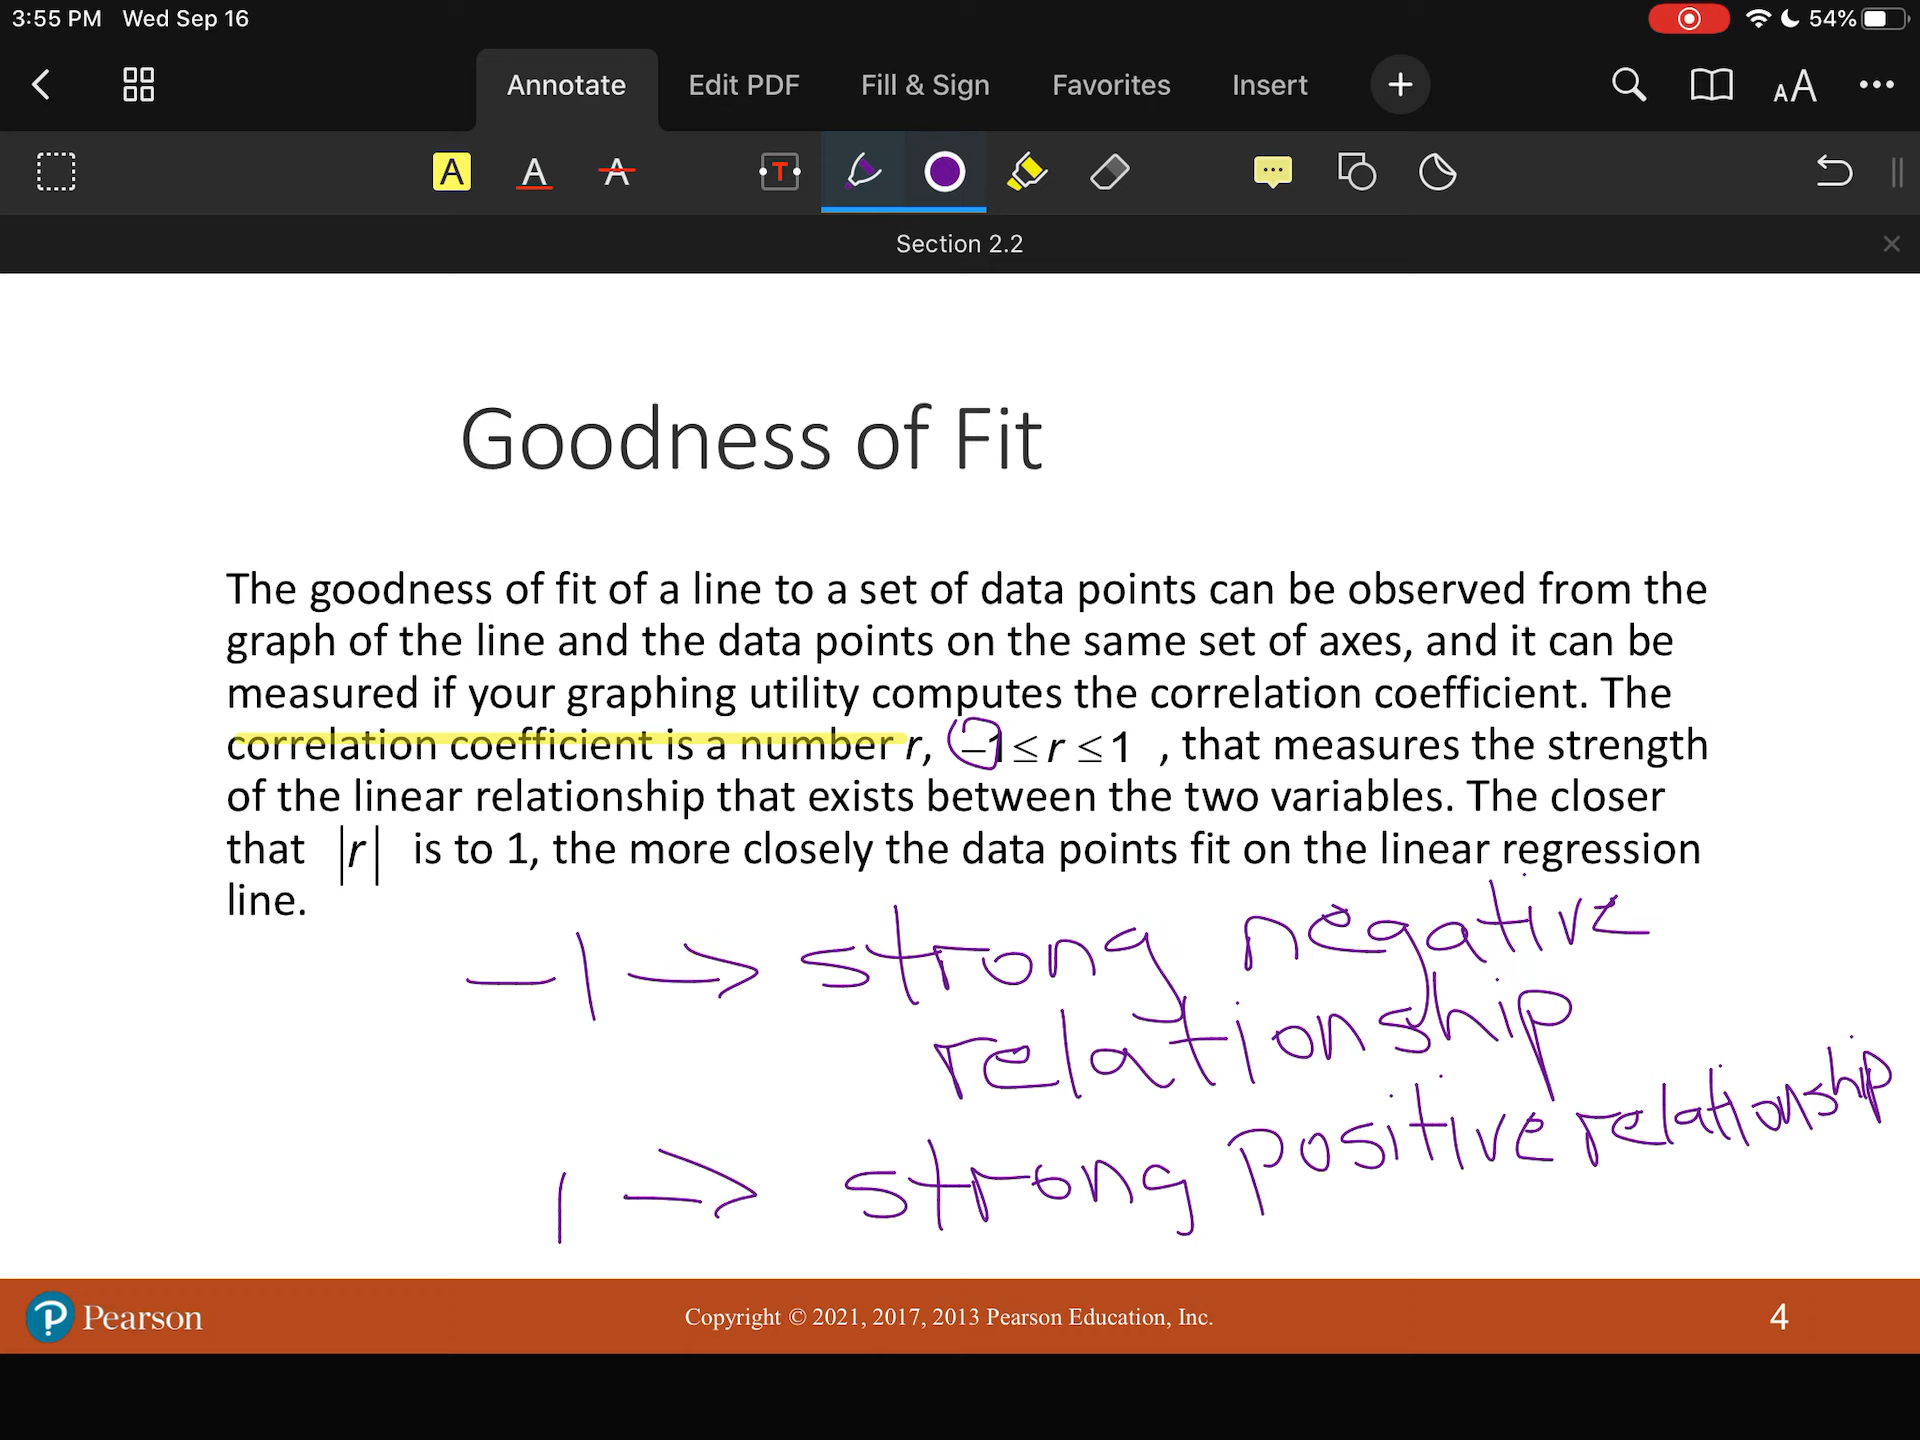 3:55 PM Wed Sep 16 54%
Annotate Edit PDF Fill & Sign Favorites Insert + AA
A A A T
Section 2.2
Goodness of Fit
The goodness of fit of a line to a set of data points can be observed from the
graph of the line and the data points on the same set of axes, and it can be
measured if your graphing utility computes the correlation coefficient. The
correlation coefficient is a number r, −1 ≤ r ≤ 1 , that measures the strength
of the linear relationship that exists between the two variables. The closer
that |r| is to 1, the more closely the data points fit on the linear regression
line.
-1 → strong negative
relationship
1 → strong positive relationship
Pearson Copyright © 2021, 2017, 2013 Pearson Education, Inc. 4